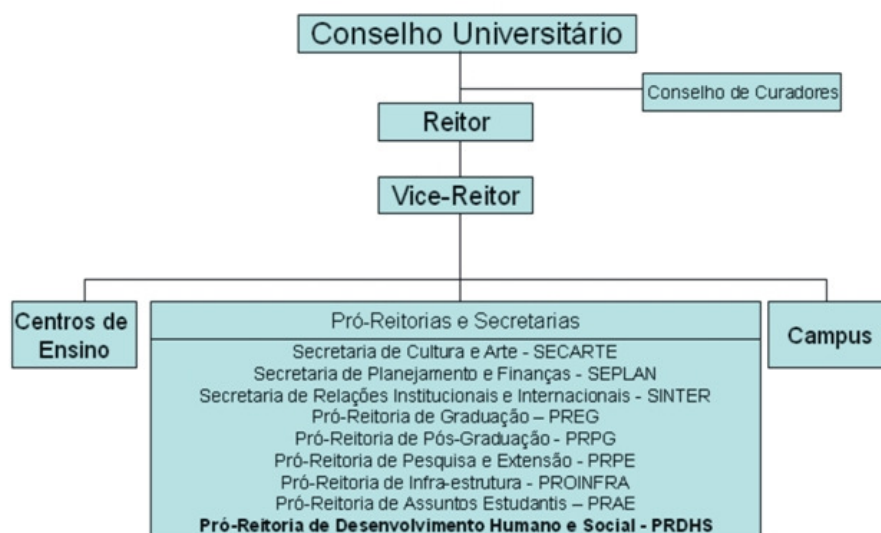 Conselho Universitário
Conselho de Curadores
Reitor
Vice-Reitor
Centros de
Ensino
Pró-Reitorias e Secretarias
Secretaria de Cultura e Arte - SECARTE
Secretaria de Planejamento e Finanças - SEPLAN
Secretaria de Relações Institucionais e Internacionais - SINTER
Pró-Reitoria de Graduação – PREG
Pró-Reitoria de Pós-Graduação - PRPG
Pró-Reitoria de Pesquisa e Extensão - PRPE
Pró-Reitoria de Infra-estrutura - PROINFRA
Pró-Reitoria de Assuntos Estudantis – PRAE
Pró-Reitoria de Desenvolvimento Humano e Social - PRDHS
Campus